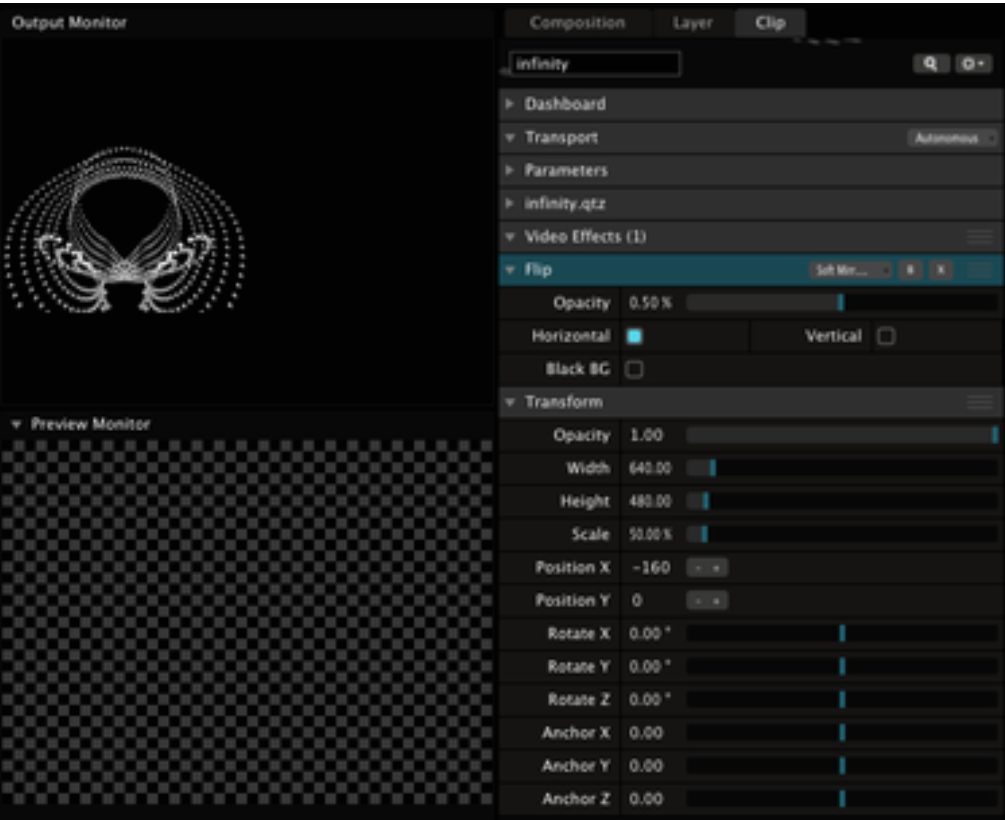 Output Monitor
Composition Layer Clip
infinity
Dashboard
Transport Autonomous
Parameters
infinity.qtz
Video Effects (1)
Flip B X
Opacity 0.50 %
Horizontal Vertical
Black BG
Transform
Preview Monitor
Opacity 1.00
Width 640.00
Height 480.00
Scale 50.00 %
Position X -160 - +
Position Y 0 - +
Rotate X 0.00 °
Rotate Y 0.00 °
Rotate Z 0.00 °
Anchor X 0.00
Anchor Y 0.00
Anchor Z 0.00